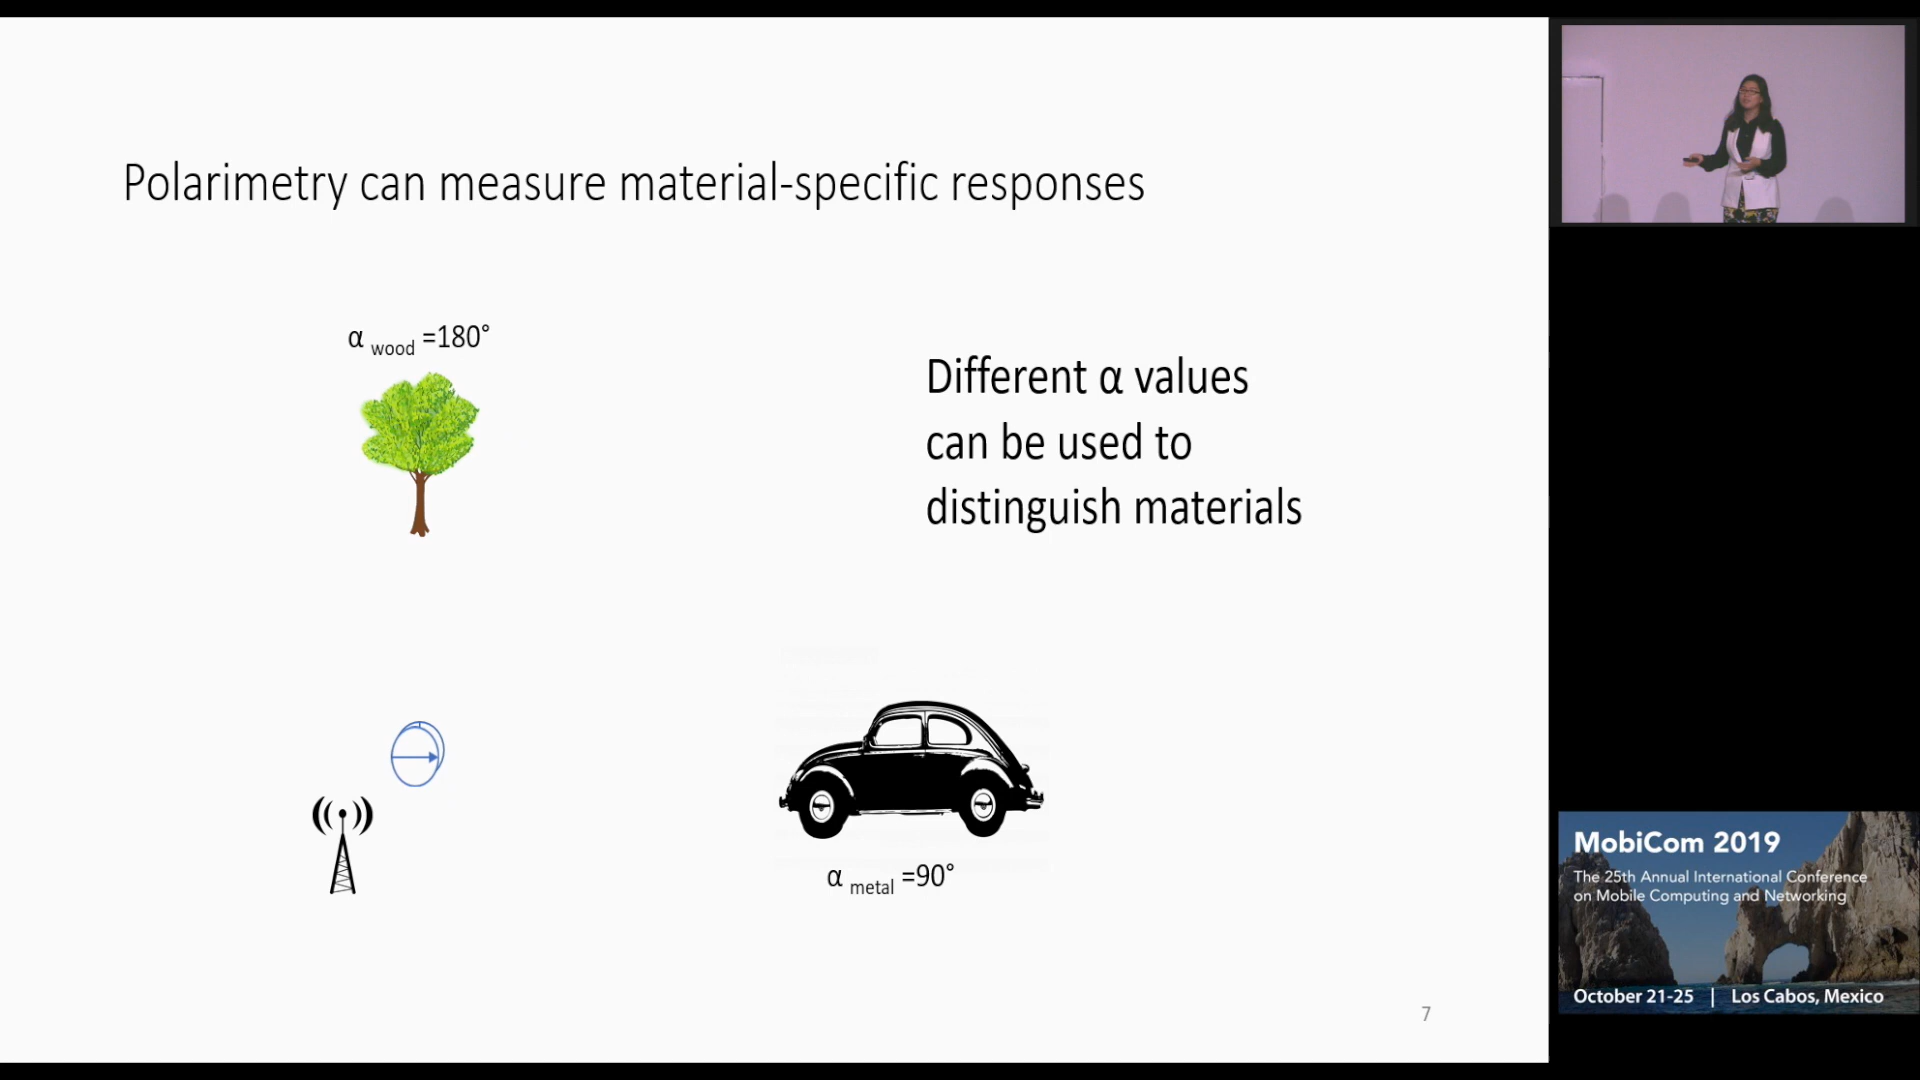 Polarimetry can measure material-specific responses
α wood =180°
Different α values
can be used to
distinguish materials
α metal =90°
7
MobiCom 2019
The 25th Annual International Conference
on Mobile Computing and Networking
October 21-25 | Los Cabos, Mexico